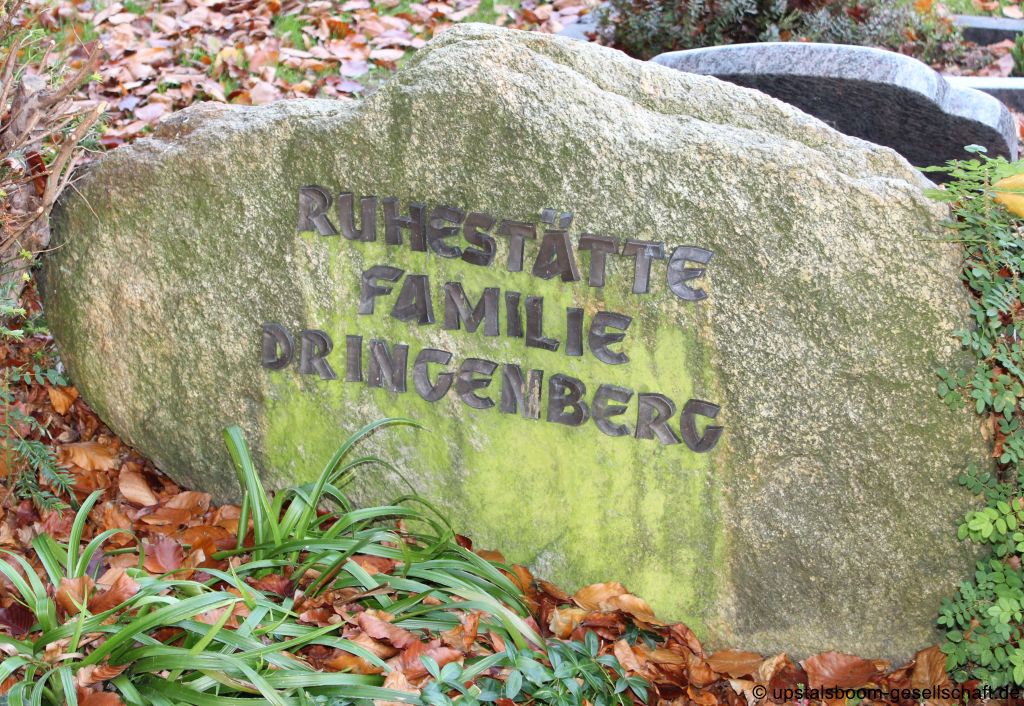 RUHESTÄTTE
FAMILIE
DRINGENBERG
© upstalsboom-gesellschaft.de